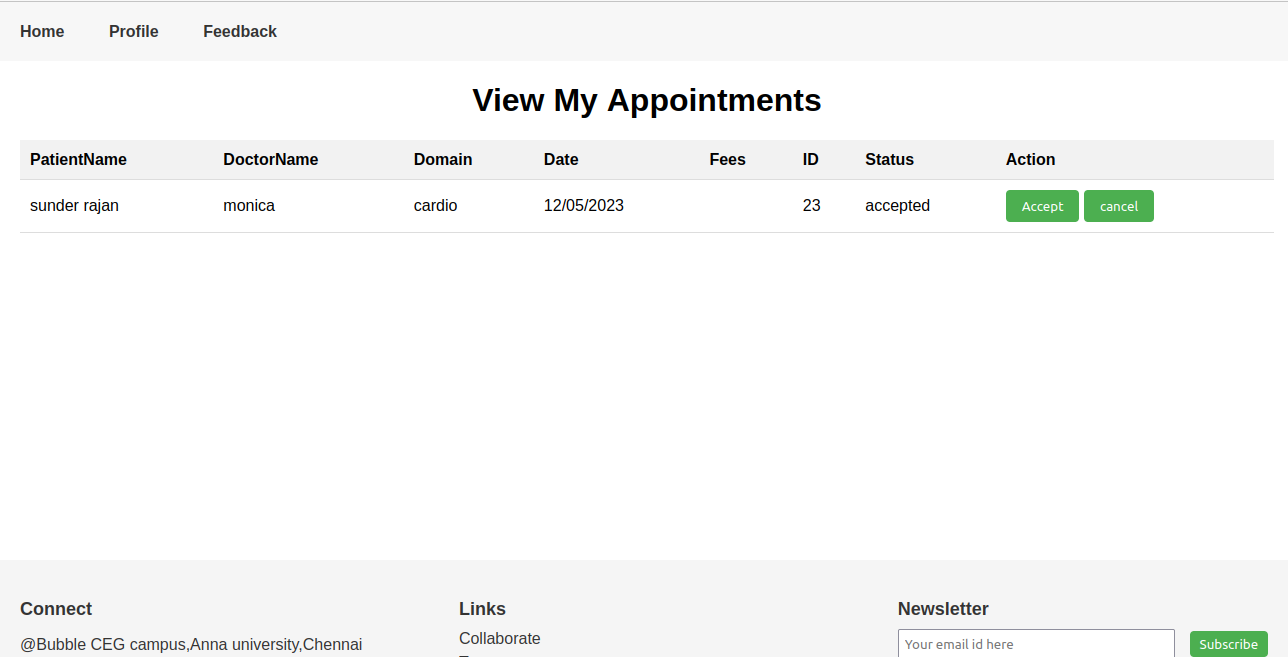 Home Profile Feedback
View My Appointments
PatientName DoctorName Domain Date Fees ID Status Action
sunder rajan monica cardio 12/05/2023 23 accepted Accept cancel
Connect Links Newsletter
@Bubble CEG campus,Anna university,Chennai Collaborate Your email id here Subscribe